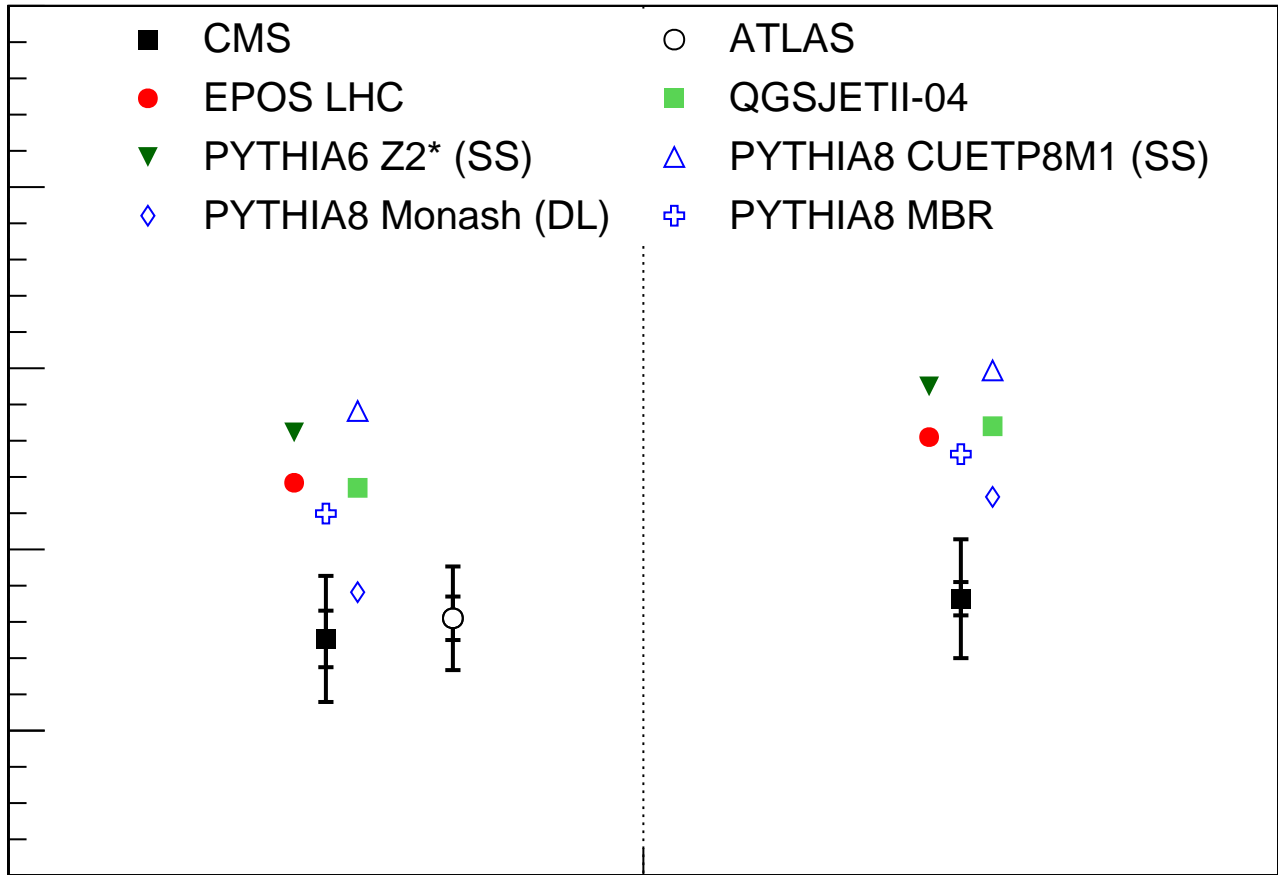 CMS
ATLAS
EPOS LHC
QGSJETII-04
PYTHIA6 Z2* (SS)
PYTHIA8 CUETP8M1 (SS)
PYTHIA8 Monash (DL)
PYTHIA8 MBR